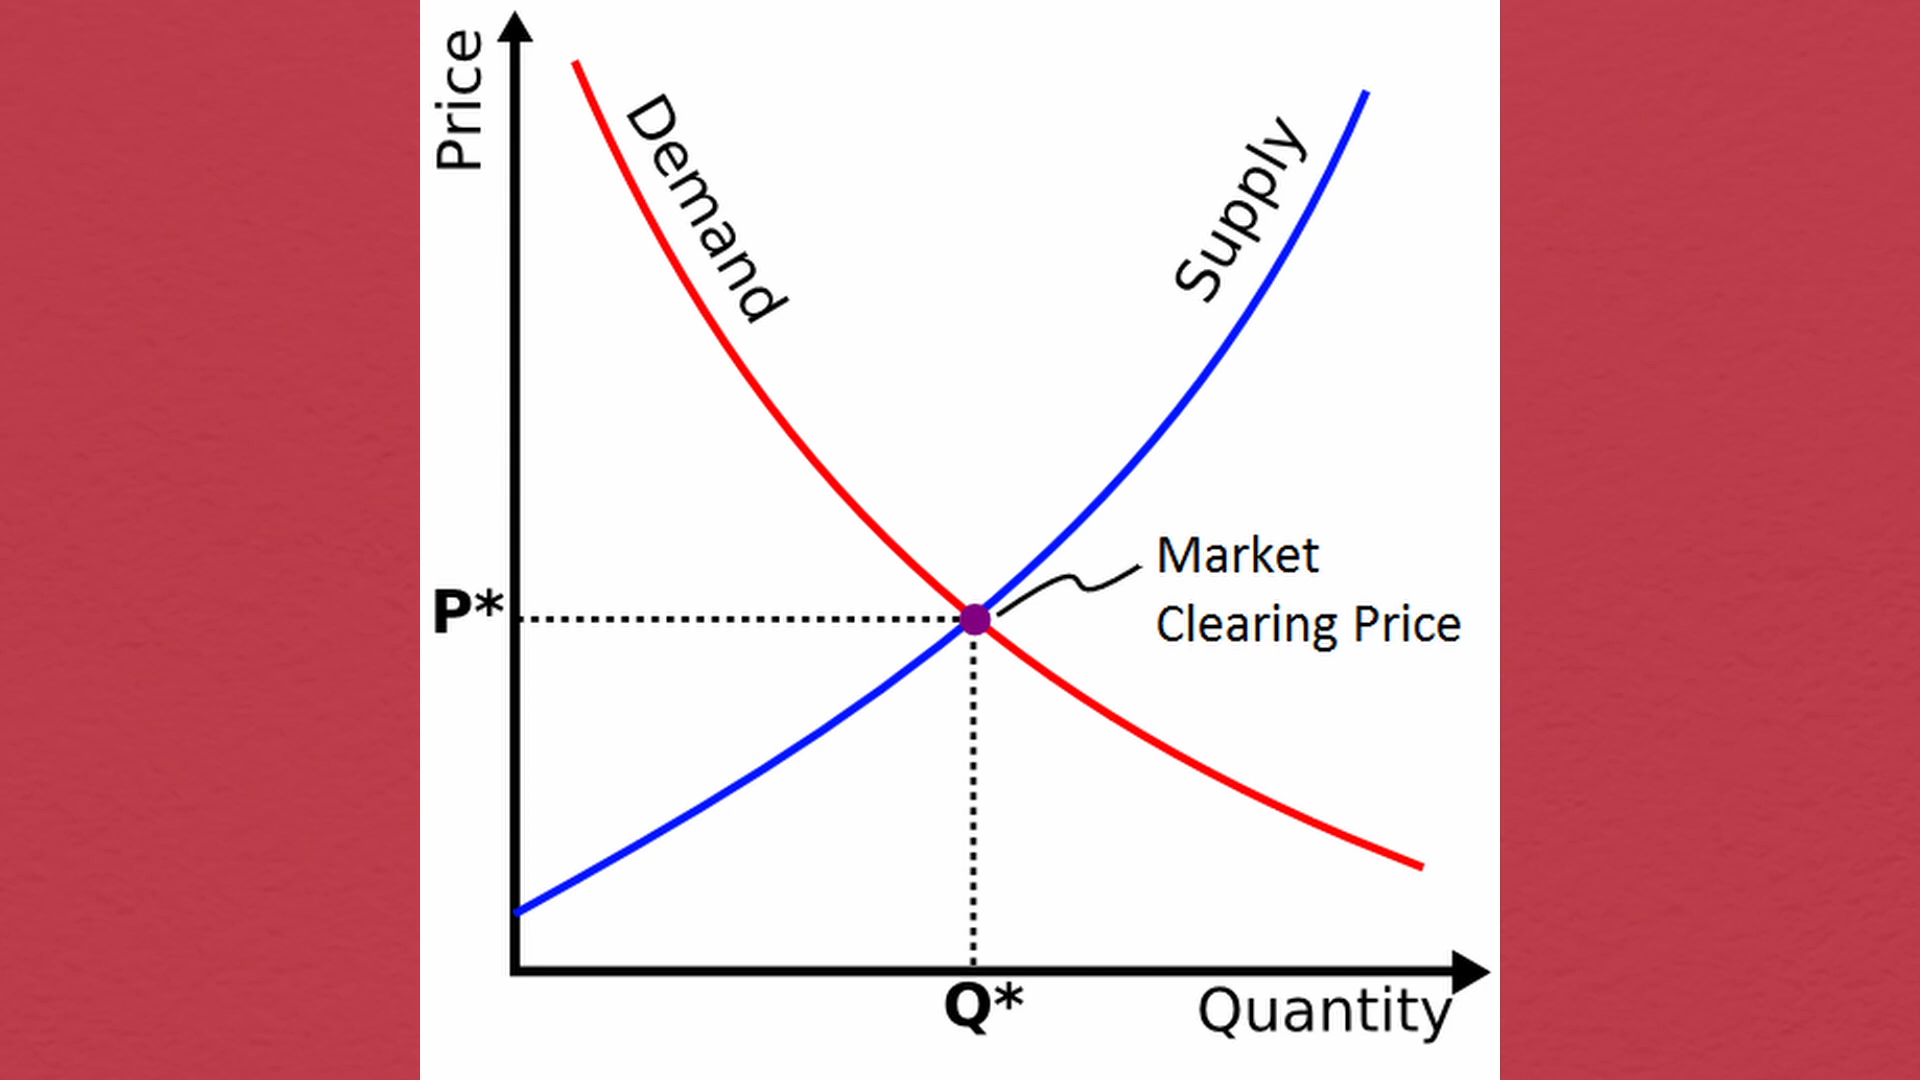 Price
Demand
Supply
Market
Clearing Price
P*
Q*
Quantity